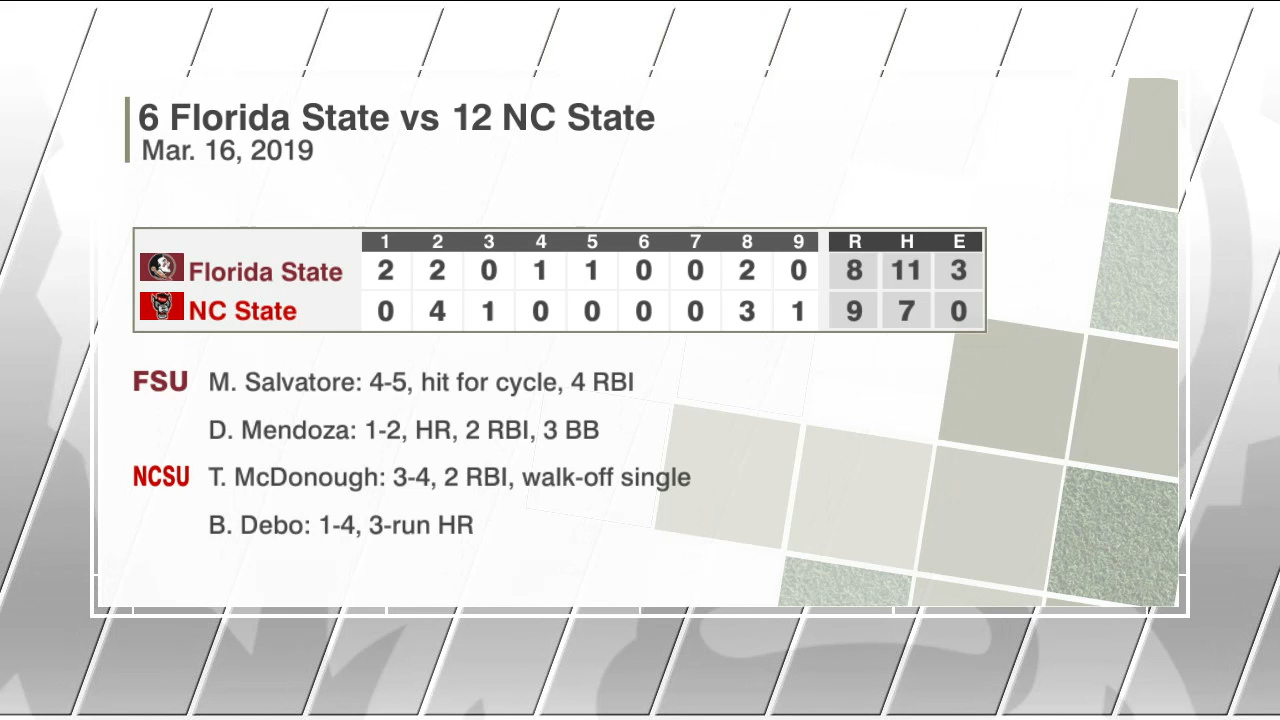 6 Florida State vs 12 NC State
Mar. 16, 2019
1 2 3 4 5 6 7 8 9 R H E
Florida State 2 2 0 1 1 0 0 2 0 8 11 3
NC State 0 4 1 0 0 0 0 3 1 9 7 0
FSU M. Salvatore: 4-5, hit for cycle, 4 RBI
D. Mendoza: 1-2, HR, 2 RBI, 3 BB
NCSU T. McDonough: 3-4, 2 RBI, walk-off single
B. Debo: 1-4, 3-run HR